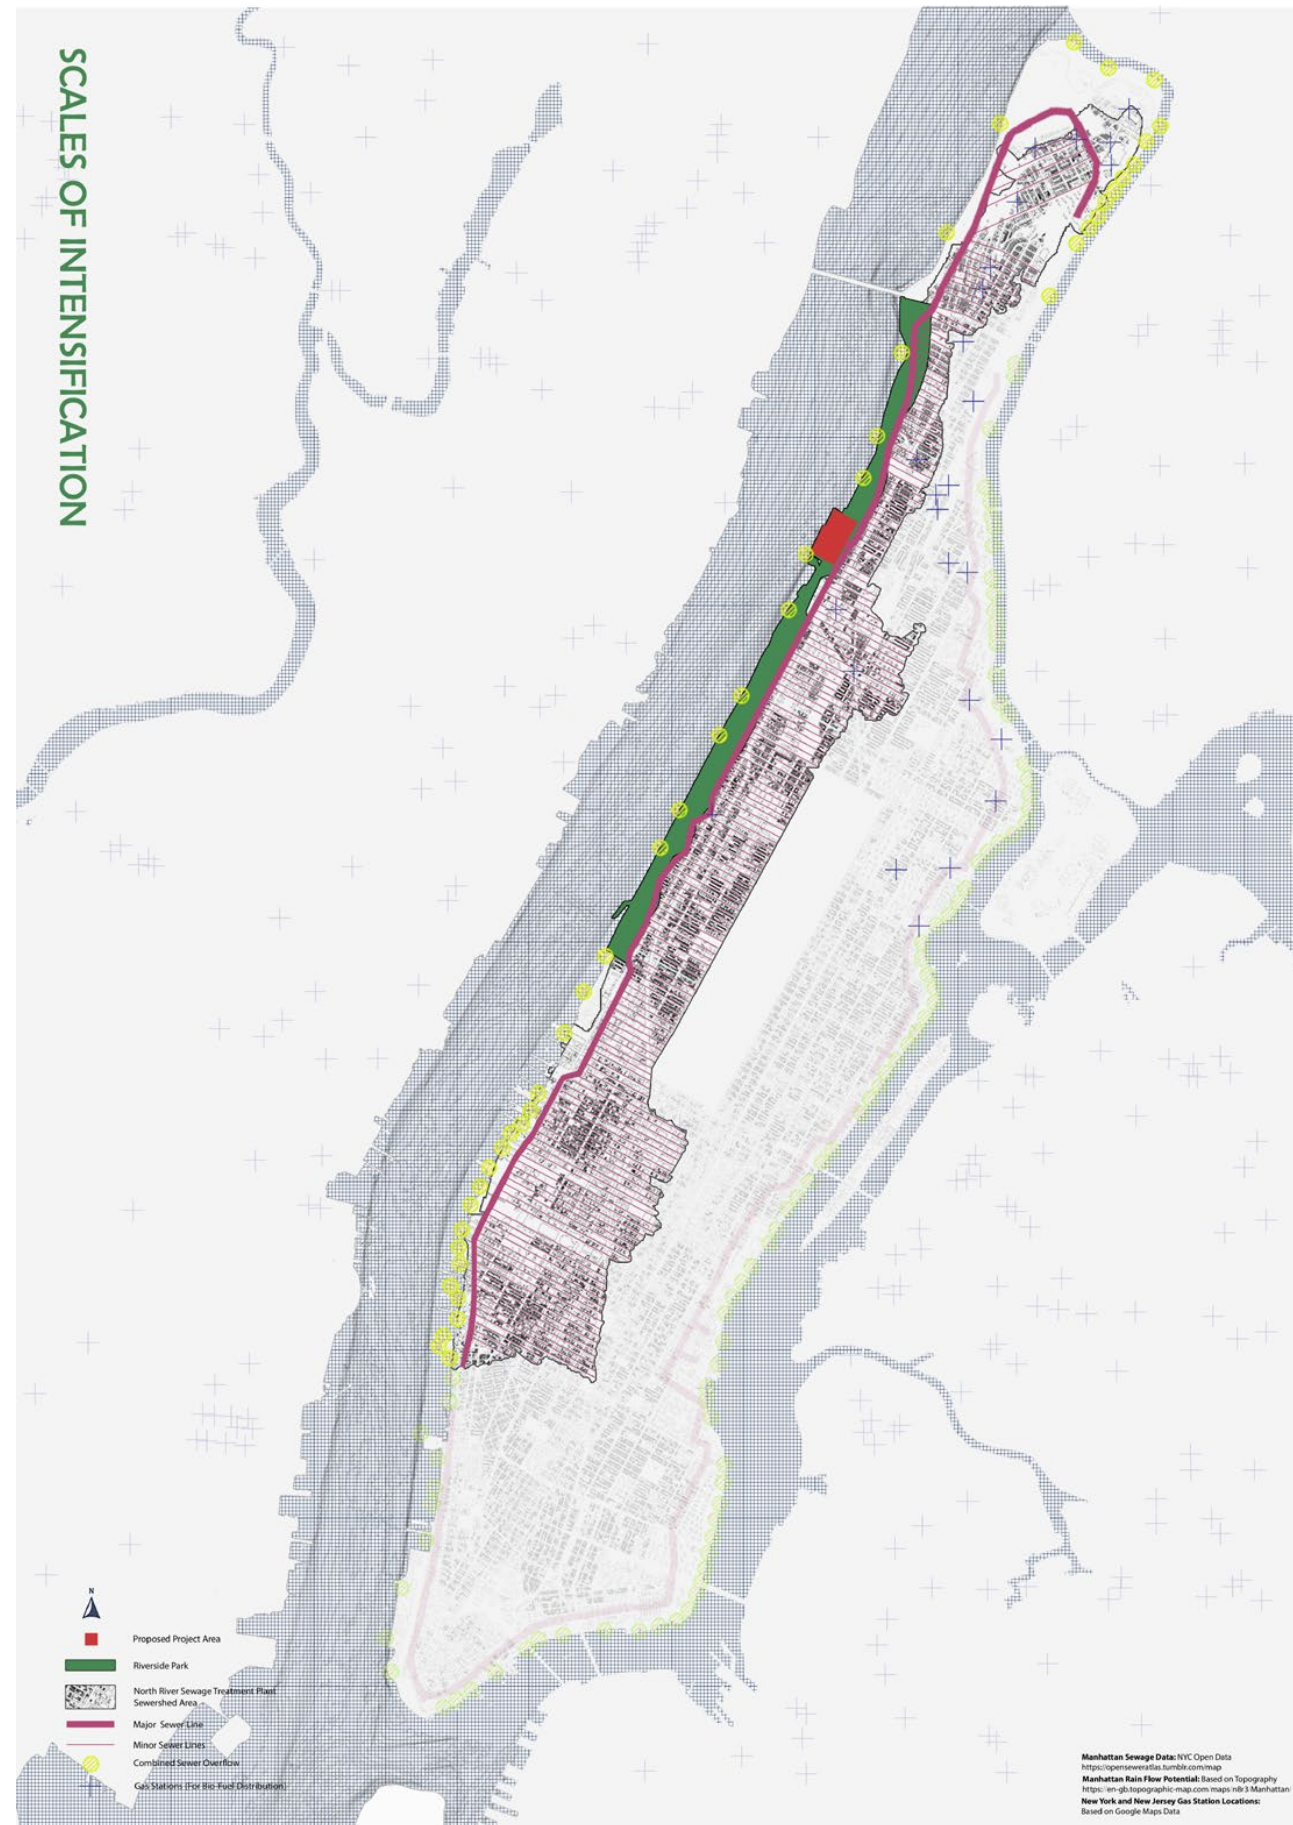 SCALES OF INTENSIFICATION
N
Proposed Project Area
Riverside Park
North River Sewage Treatment Plant
Sewershed Area
Major Sewer Line
Minor Sewer Lines
Combined Sewer Overflow
Gas Stations (For Bio-Fuel Distribution)
Manhattan Sewage Data: NYC Open Data
https://openseweratlas.tumblr.com/map
Manhattan Rain Flow Potential: Based on Topography
https://en-gb.topographic-map.com/maps/n8r3/Manhattan/
New York and New Jersey Gas Station Locations:
Based on Google Maps Data